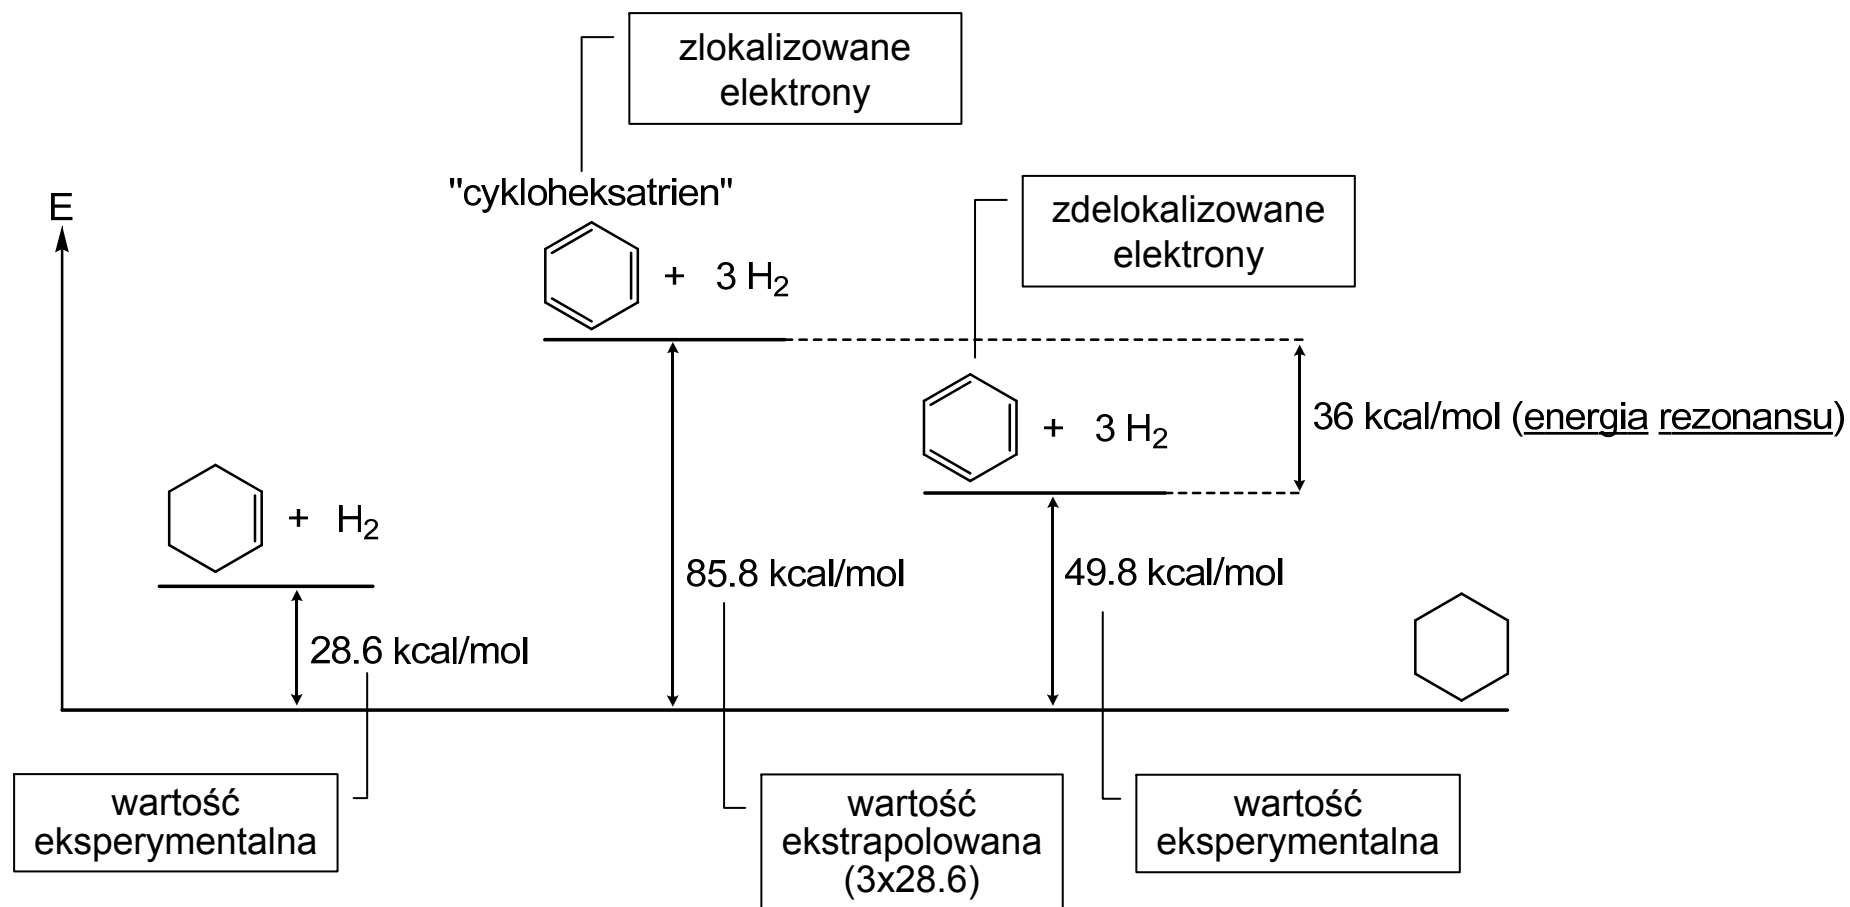 zlokalizowane
elektrony
"cykloheksatrien"
E
zdelokalizowane
elektrony
+ 3 H₂
+ 3 H₂
36 kcal/mol (energia rezonansu)
+ H₂
85.8 kcal/mol
49.8 kcal/mol
28.6 kcal/mol
wartość
eksperymentalna
wartość
ekstrapolowana
(3x28.6)
wartość
eksperymentalna